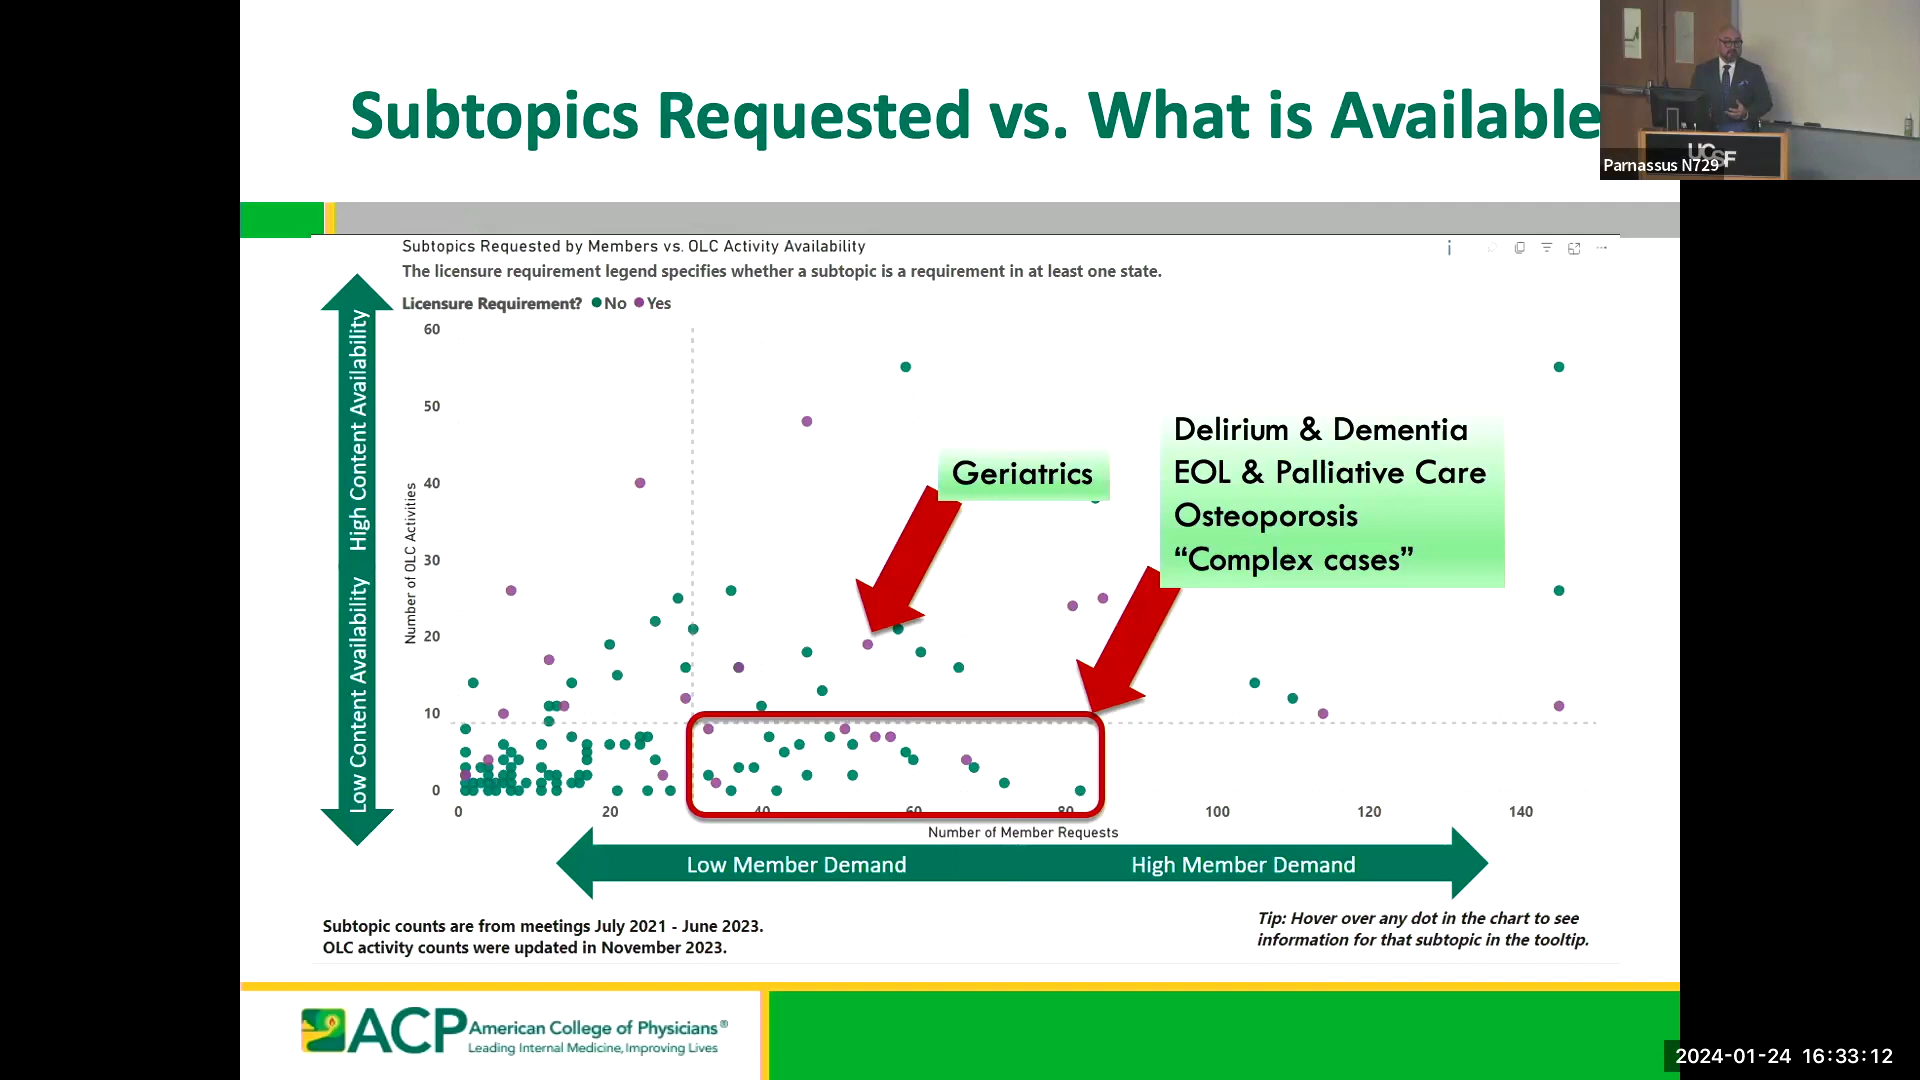 Subtopics Requested vs. What is Available
UCSF
Parnassus N729
Subtopics Requested by Members vs. OLC Activity Availability
The licensure requirement legend specifies whether a subtopic is a requirement in at least one state.
Licensure Requirement? No Yes
High Content Availability
Low Content Availability
Number of OLC Activities
60
50
40
30
20
10
0
Geriatrics
Delirium & Dementia
EOL & Palliative Care
Osteoporosis
“Complex cases”
0 20 40 60 80 100 120 140
Number of Member Requests
Low Member Demand High Member Demand
Subtopic counts are from meetings July 2021 - June 2023.
OLC activity counts were updated in November 2023.
Tip: Hover over any dot in the chart to see
information for that subtopic in the tooltip.
ACP American College of Physicians®
Leading Internal Medicine, Improving Lives
2024-01-24 16:33:12